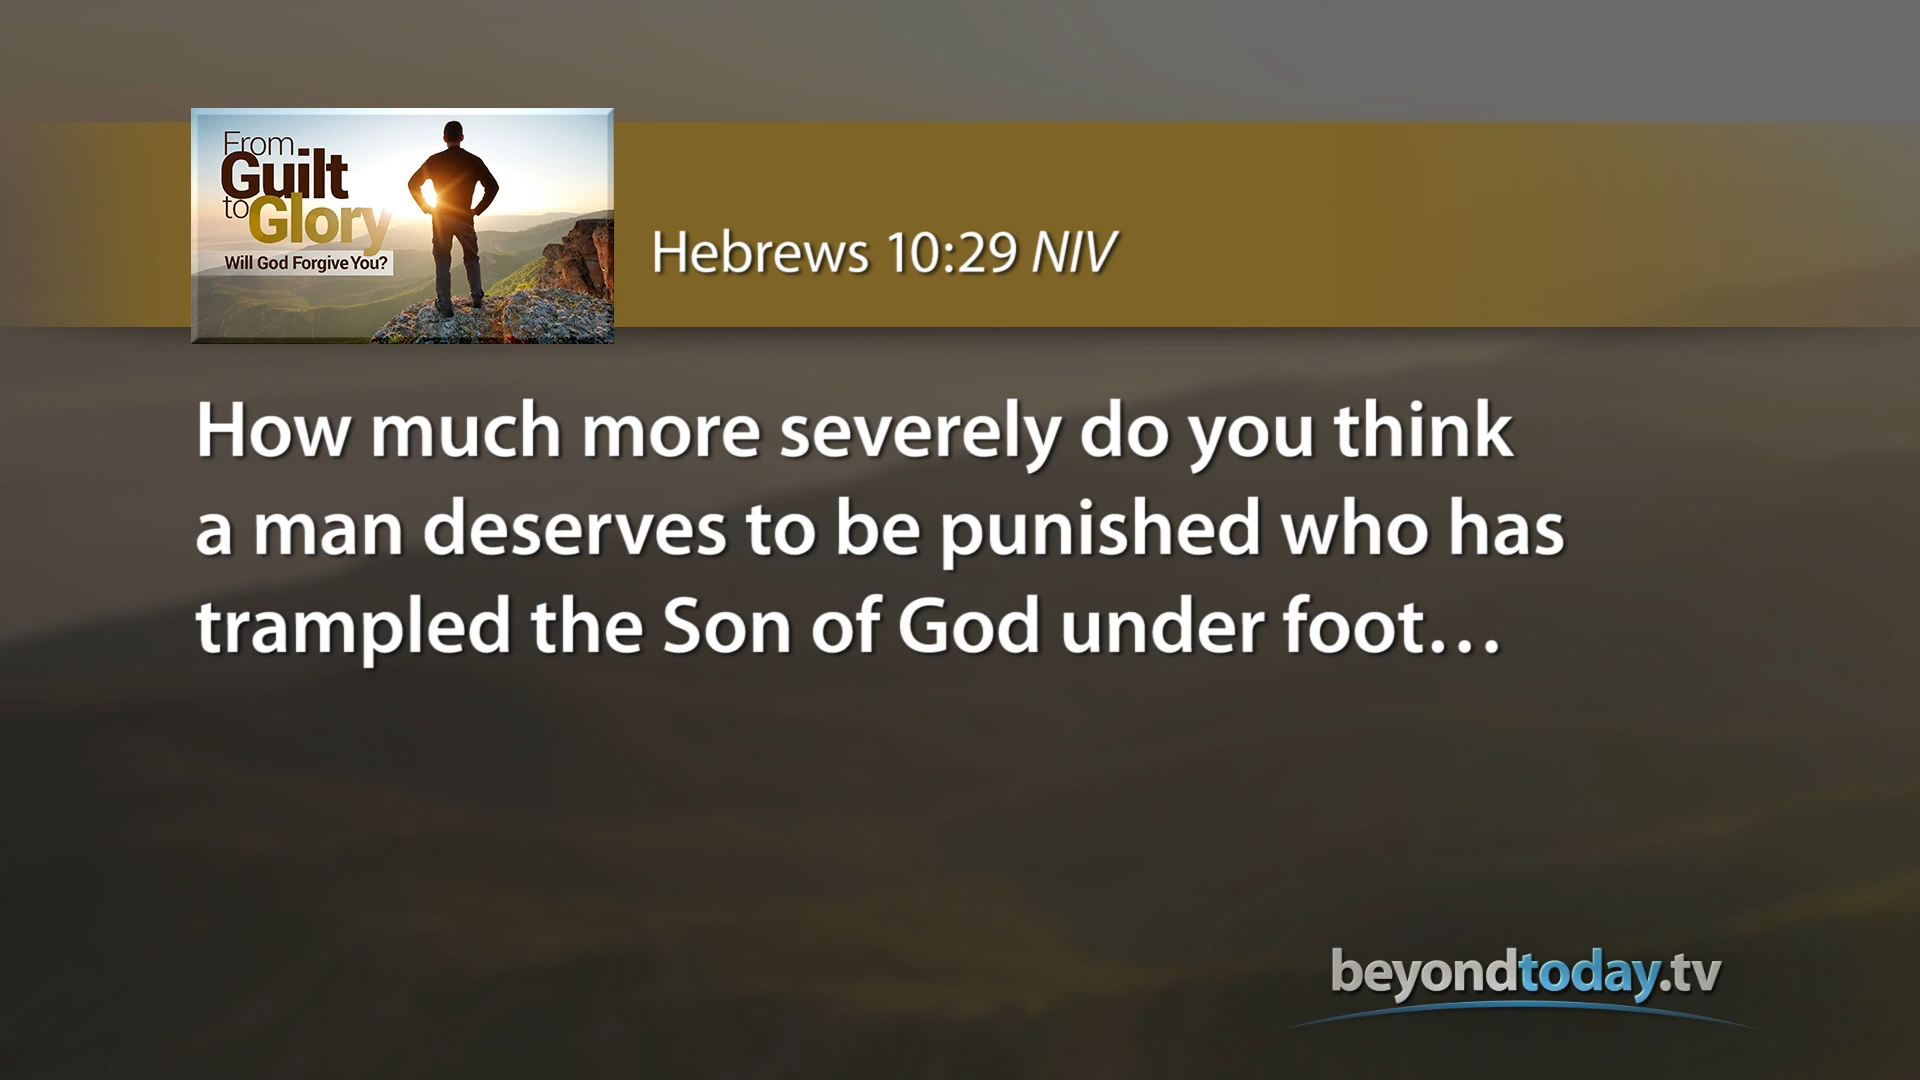 From
Guilt
to Glory
Will God Forgive You?
Hebrews 10:29 NIV
How much more severely do you think
a man deserves to be punished who has
trampled the Son of God under foot…
beyondtoday.tv